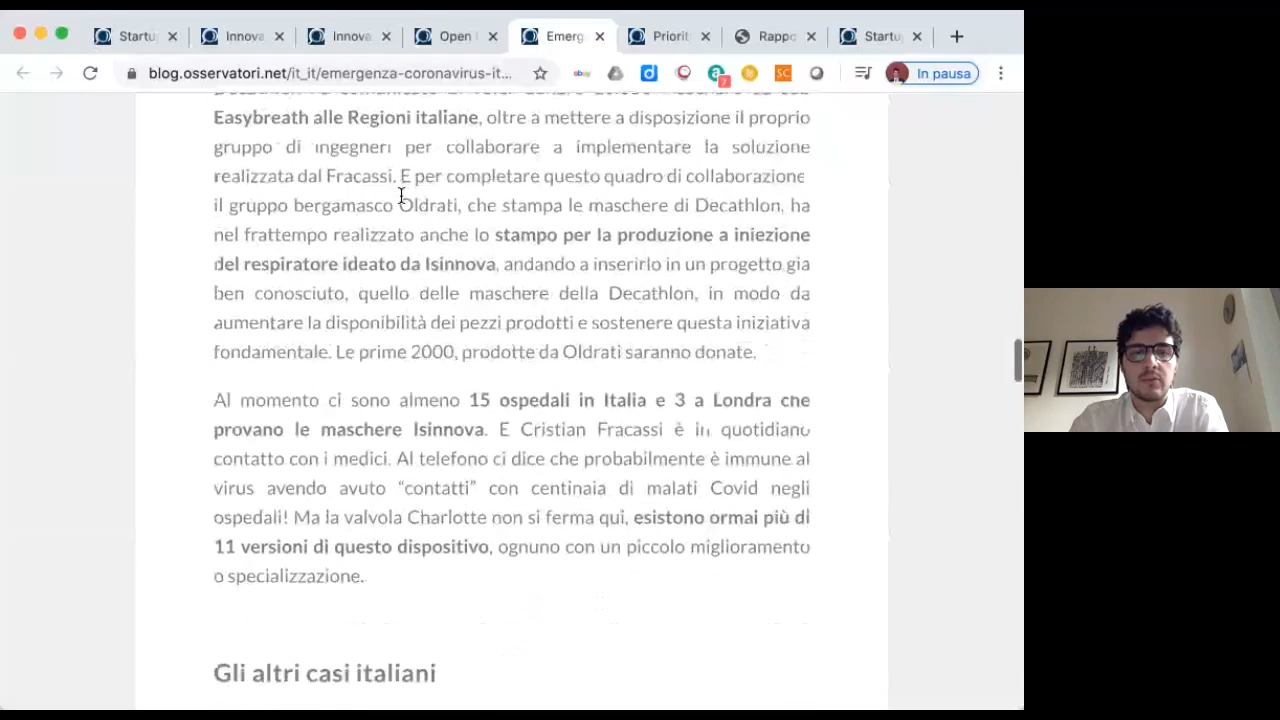 Startu
Innova
Innova
Open
Emerg
Priorit
Rappo
Startu
blog.osservatori.net/it_it/emergenza-coronavirus-it...
ebay
7
SC
In pausa
Easybreath alle Regioni italiane, oltre a mettere a disposizione il proprio
gruppo di ingegneri per collaborare a implementare la soluzione
realizzata dal Fracassi. E per completare questo quadro di collaborazione
il gruppo bergamasco Oldrati, che stampa le maschere di Decathlon, ha
nel frattempo realizzato anche lo stampo per la produzione a iniezione
del respiratore ideato da Isinnova, andando a inserirlo in un progetto già
ben conosciuto, quello delle maschere della Decathlon, in modo da
aumentare la disponibilità dei pezzi prodotti e sostenere questa iniziativa
fondamentale. Le prime 2000, prodotte da Oldrati saranno donate.
Al momento ci sono almeno 15 ospedali in Italia e 3 a Londra che
provano le maschere Isinnova. E Cristian Fracassi è in quotidiano
contatto con i medici. Al telefono ci dice che probabilmente è immune al
virus avendo avuto “contatti” con centinaia di malati Covid negli
ospedali! Ma la valvola Charlotte non si ferma qui, esistono ormai più di
11 versioni di questo dispositivo, ognuno con un piccolo miglioramento
o specializzazione.
Gli altri casi italiani